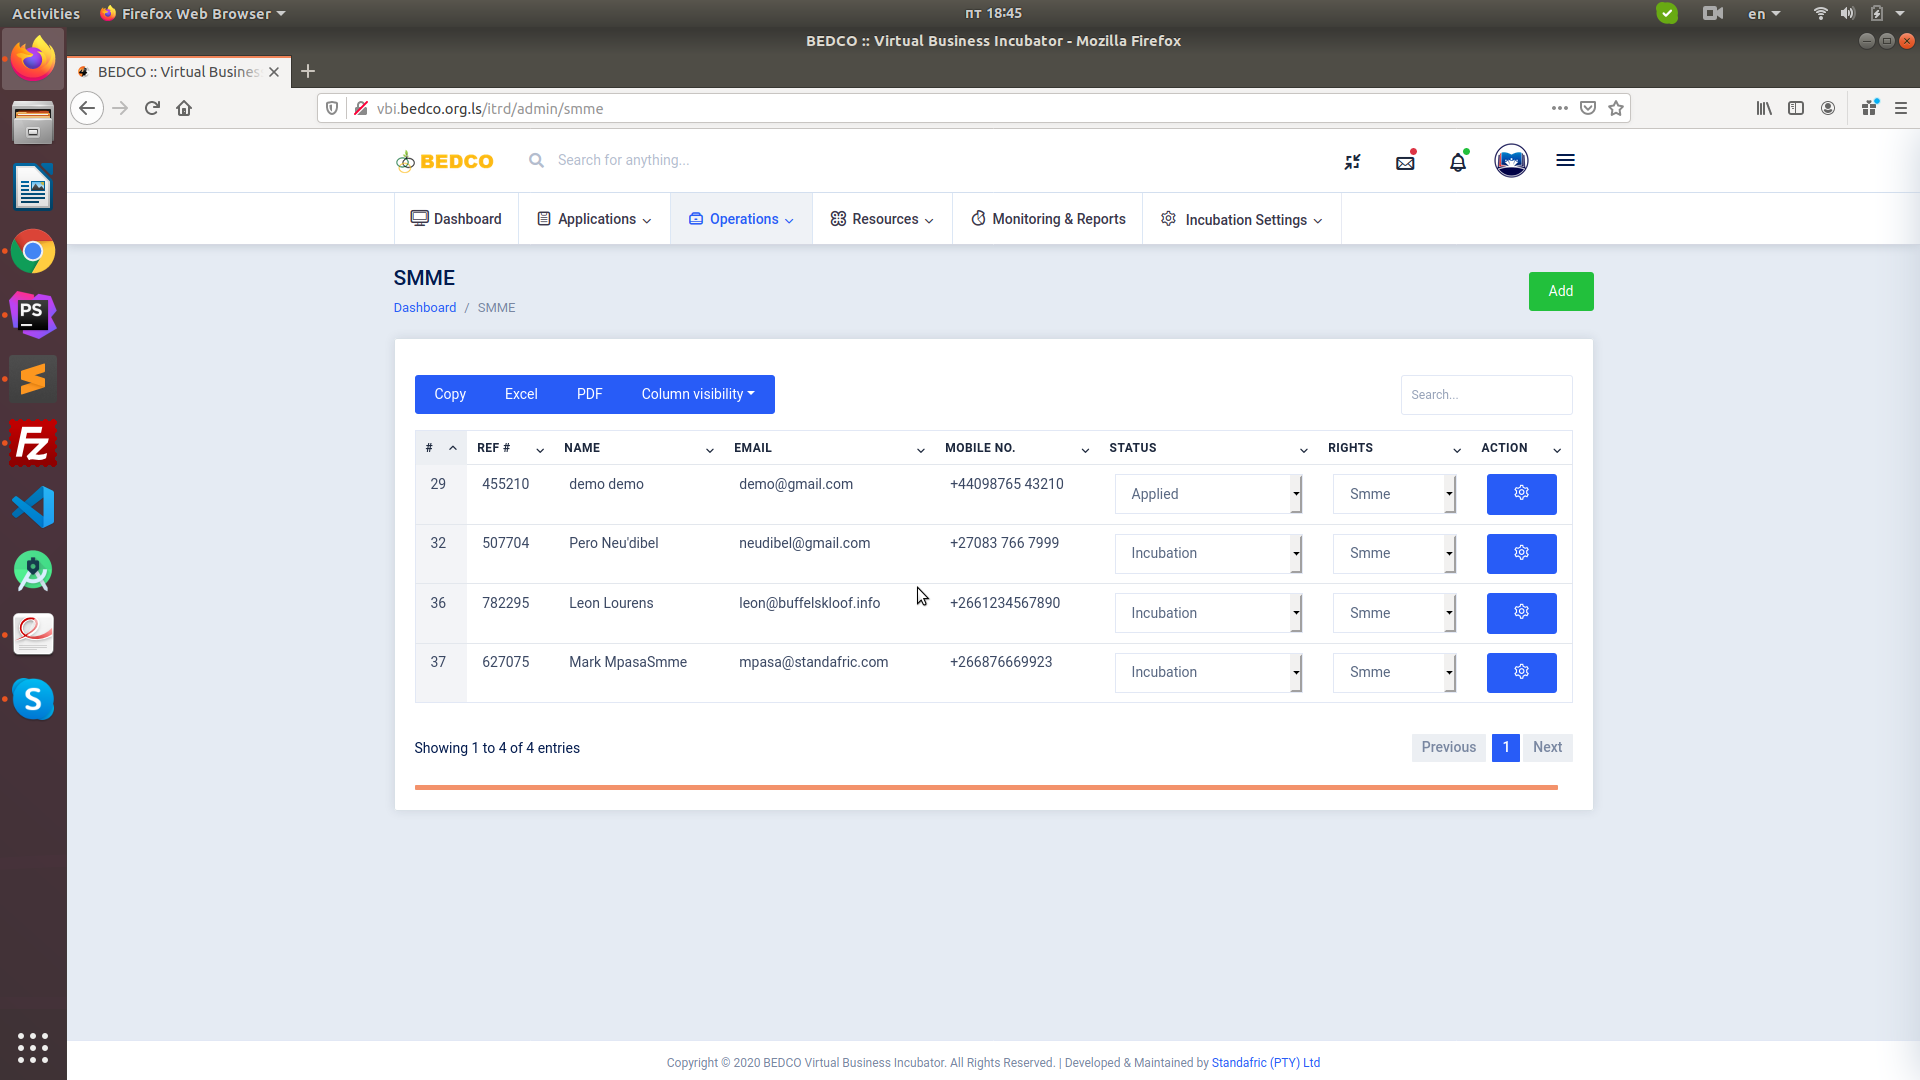 Activities Firefox Web Browser пт 18:45 en
BEDCO :: Virtual Business Incubator - Mozilla Firefox
BEDCO :: Virtual Busines
vbi.bedco.org.ls/itrd/admin/smme
BEDCO Search for anything...
Dashboard Applications Operations Resources Monitoring & Reports Incubation Settings
SMME
Dashboard / SMME
Add
Copy Excel PDF Column visibility Search...
# REF # NAME EMAIL MOBILE NO. STATUS RIGHTS ACTION
29 455210 demo demo demo@gmail.com +44098765 43210 Applied Smme
32 507704 Pero Neu'dibel neudibel@gmail.com +27083 766 7999 Incubation Smme
36 782295 Leon Lourens leon@buffelskloof.info +2661234567890 Incubation Smme
37 627075 Mark MpasaSmme mpasa@standafric.com +266876669923 Incubation Smme
Showing 1 to 4 of 4 entries Previous 1 Next
Copyright © 2020 BEDCO Virtual Business Incubator. All Rights Reserved. | Developed & Maintained by Standafric (PTY) Ltd
PS
Fz